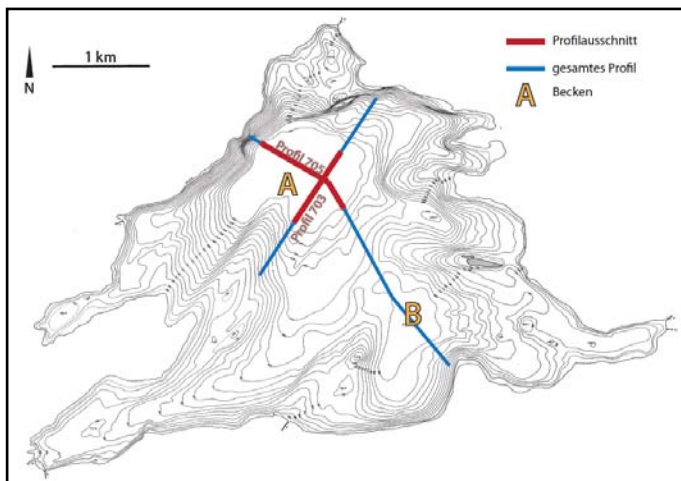 1 km
N
Profilausschnitt
gesamtes Profil
A
Becken
Profil 705
A
Profil 703
B